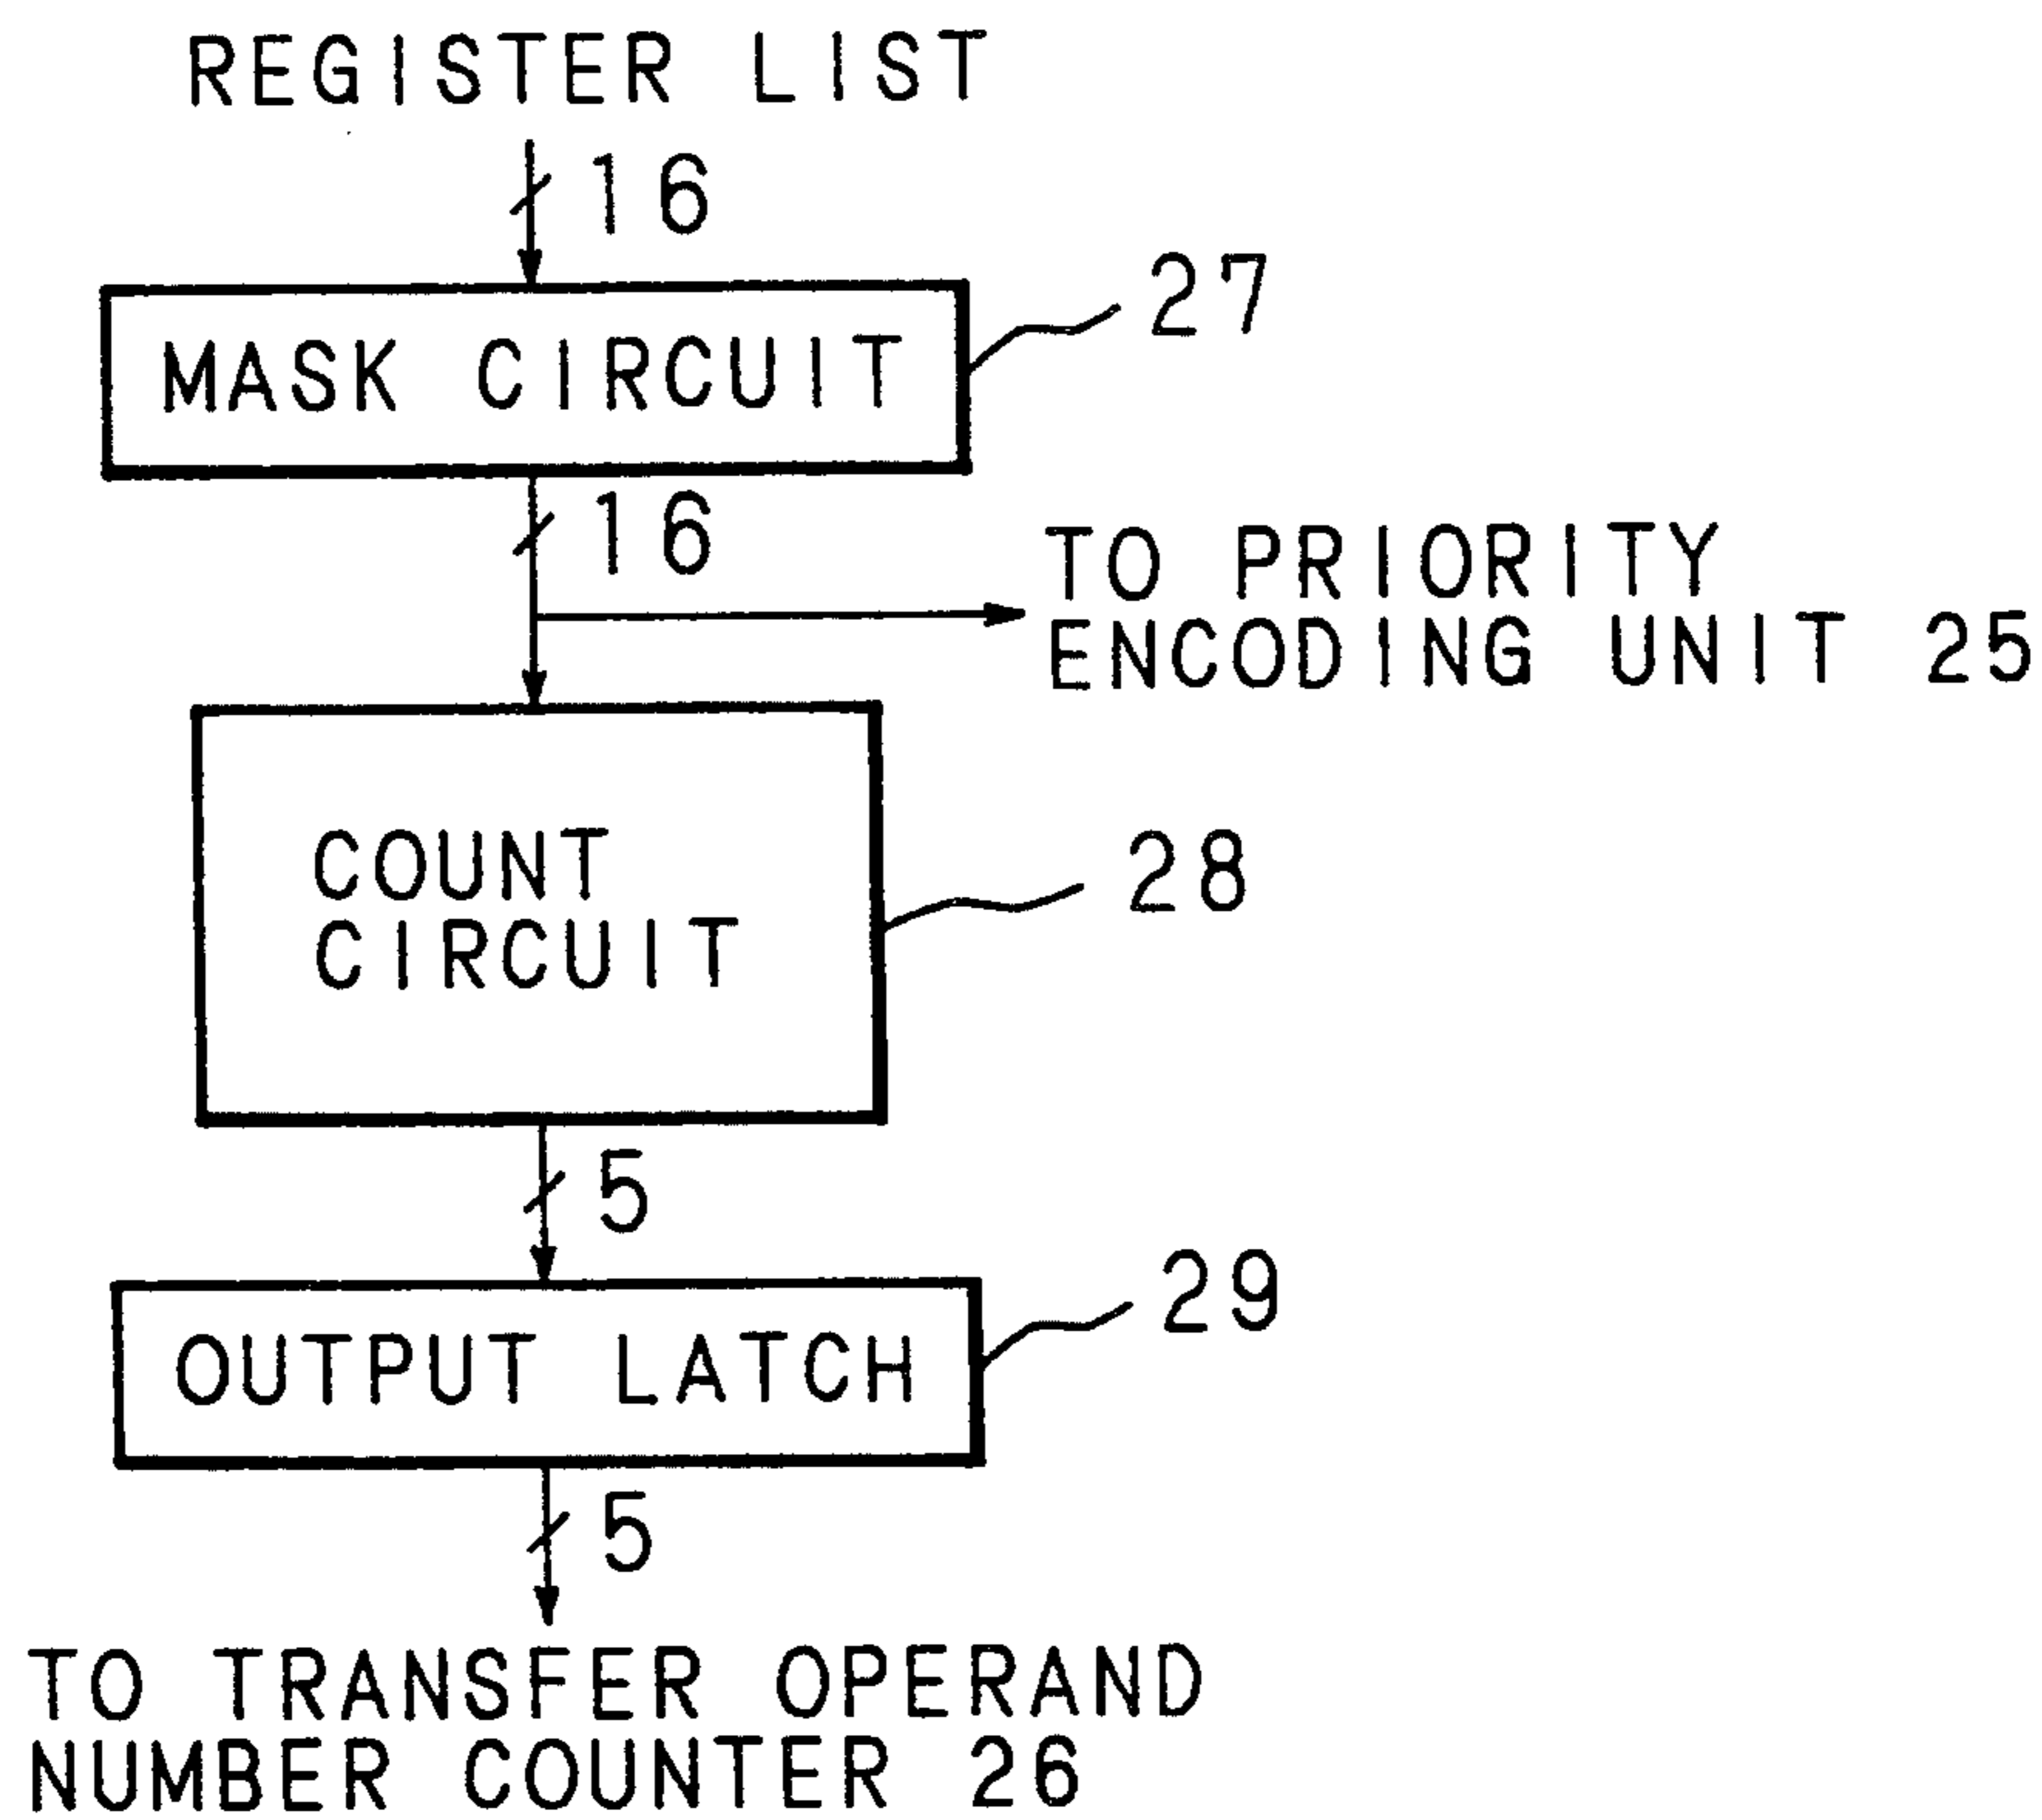 REGISTER LIST
16
MASK CIRCUIT
27
16
TO PRIORITY
ENCODING UNIT 25
COUNT
CIRCUIT
28
5
OUTPUT LATCH
29
5
TO TRANSFER OPERAND
NUMBER COUNTER 26